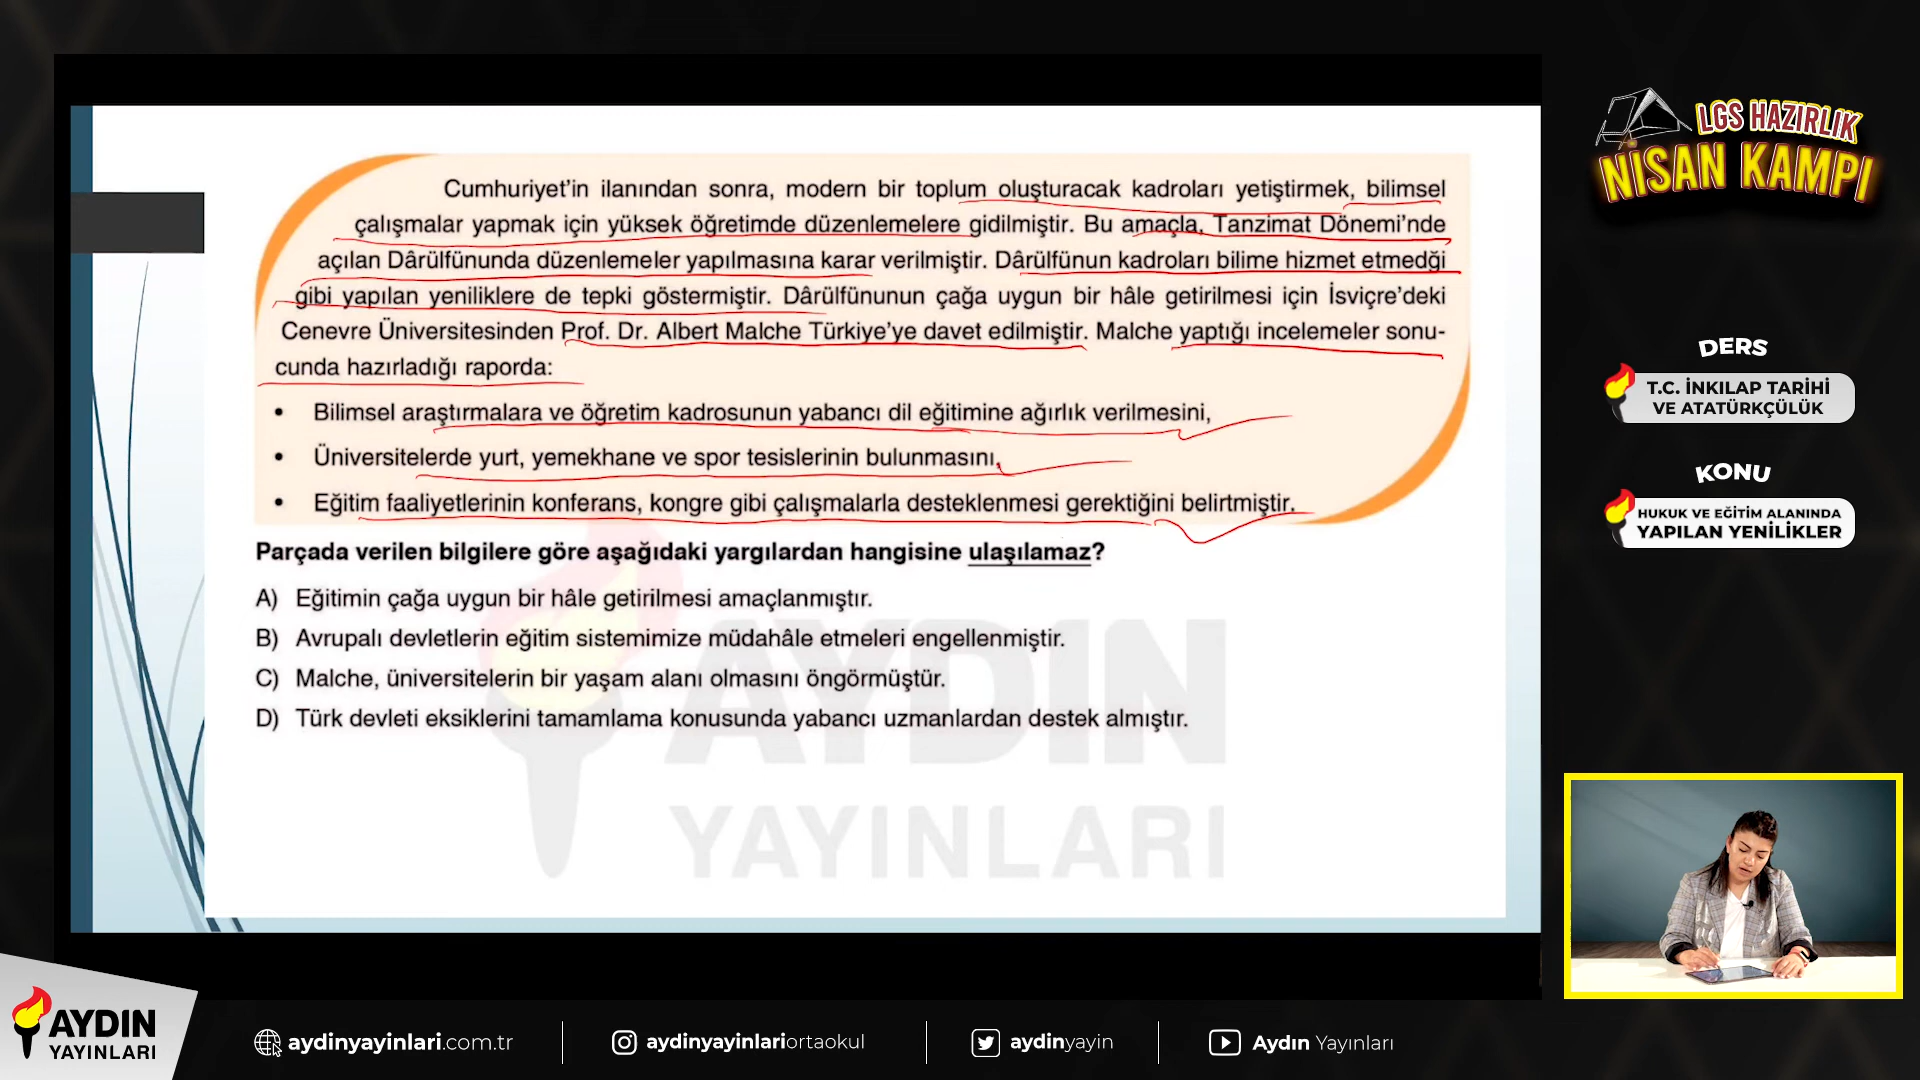 LGS HAZIRLIK
NİSAN KAMPI
Cumhuriyet'in ilanından sonra, modern bir toplum oluşturacak kadroları yetiştirmek, bilimsel
çalışmalar yapmak için yüksek öğretimde düzenlemelere gidilmiştir. Bu amaçla, Tanzimat Dönemi'nde
açılan Dârülfününda düzenlemeler yapılmasına karar verilmiştir. Dârülfünun kadroları bilime hizmet etmedği
gibi yapılan yeniliklere de tepki göstermiştir. Dârülfünunun çağa uygun bir hâle getirilmesi için İsviçre'deki
Cenevre Üniversitesinden Prof. Dr. Albert Malche Türkiye'ye davet edilmiştir. Malche yaptığı incelemeler sonu-
cunda hazırladığı raporda:
• Bilimsel araştırmalara ve öğretim kadrosunun yabancı dil eğitimine ağırlık verilmesini,
• Üniversitelerde yurt, yemekhane ve spor tesislerinin bulunmasını,
• Eğitim faaliyetlerinin konferans, kongre gibi çalışmalarla desteklenmesi gerektiğini belirtmiştir.
Parçada verilen bilgilere göre aşağıdaki yargılardan hangisine ulaşılamaz?
A) Eğitimin çağa uygun bir hâle getirilmesi amaçlanmıştır.
B) Avrupalı devletlerin eğitim sistemimize müdahâle etmeleri engellenmiştir.
C) Malche, üniversitelerin bir yaşam alanı olmasını öngörmüştür.
D) Türk devleti eksiklerini tamamlama konusunda yabancı uzmanlardan destek almıştır.
AYDIN
YAYINLARI
DERS
T.C. İNKILAP TARİHİ
VE ATATÜRKÇÜLÜK
KONU
HUKUK VE EĞİTİM ALANINDA
YAPILAN YENİLİKLER
AYDIN
YAYINLARI
aydinyayinlari.com.tr
aydinyayinlariortaokul
aydinyayin
Aydın Yayınları